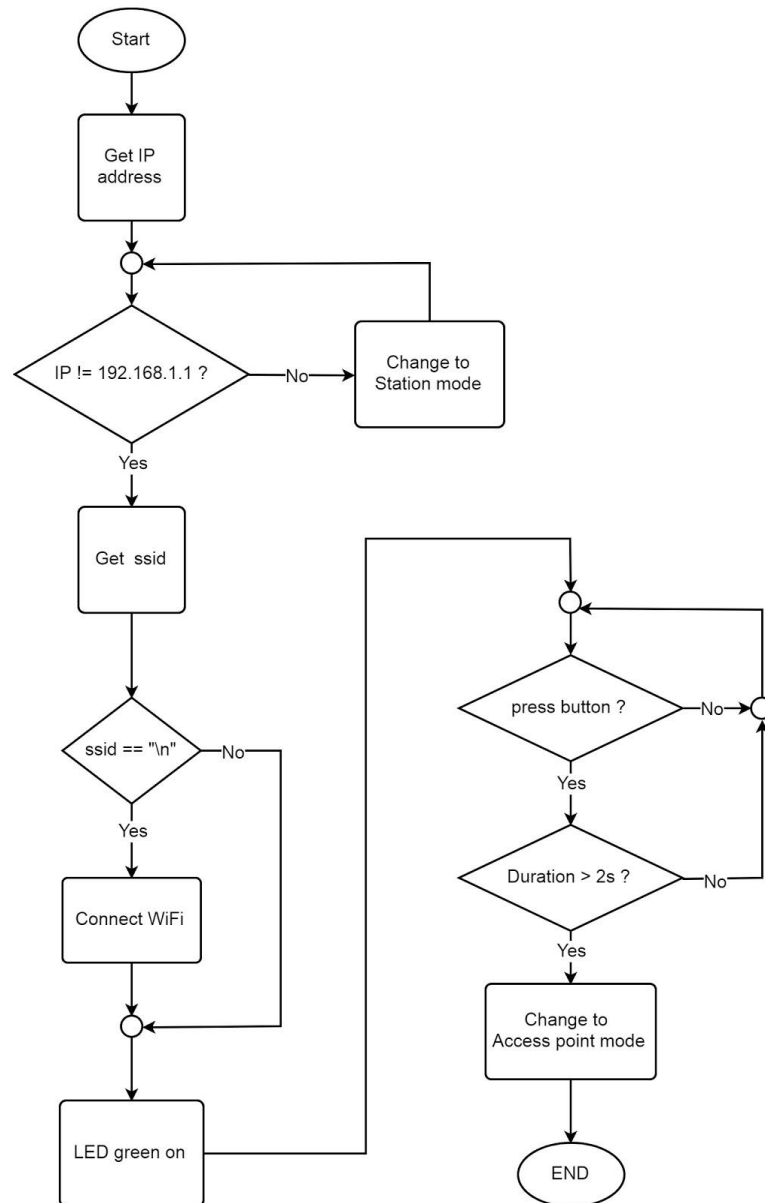 Start
Get IP
address
IP != 192.168.1.1 ?
No
Change to
Station mode
Yes
Get ssid
ssid == "\n"
No
Yes
Connect WiFi
LED green on
press button ?
No
Yes
Duration > 2s ?
No
Yes
Change to
Access point mode
END